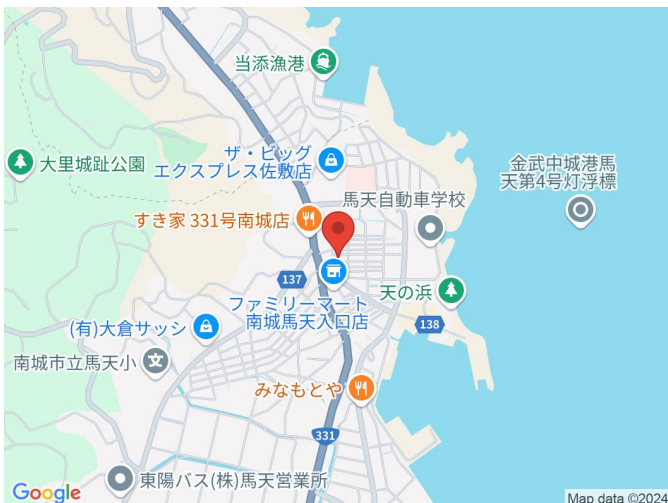 当添漁港
大里城趾公園
ザ・ビッグ
エクスプレス佐敷店
金武中城港馬
天第4号灯浮標
馬天自動車学校
すき家 331号南城店
137
ファミリーマート
南城馬天入口店
天の浜
(有)大倉サッシ
138
南城市立馬天小
文
みなもとや
331
東陽バス(株)馬天営業所
Google
Map data ©2024